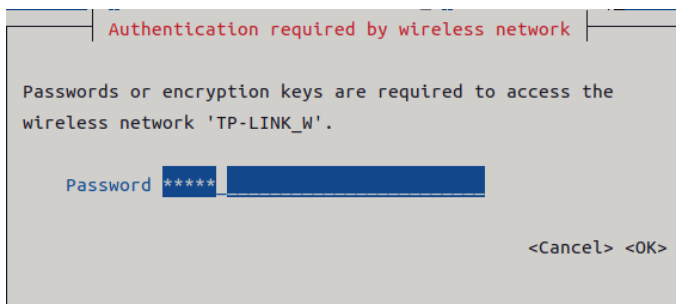 Authentication required by wireless network
Passwords or encryption keys are required to access the
wireless network 'TP-LINK_W'.
Password *****
<Cancel> <OK>